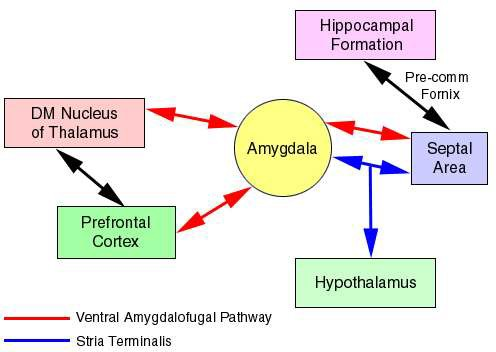 Hippocampal
Formation
Pre-comm
Fornix
DM Nucleus
of Thalamus
Amygdala
Septal
Area
Prefrontal
Cortex
Hypothalamus
Ventral Amygdalofugal Pathway
Stria Terminalis